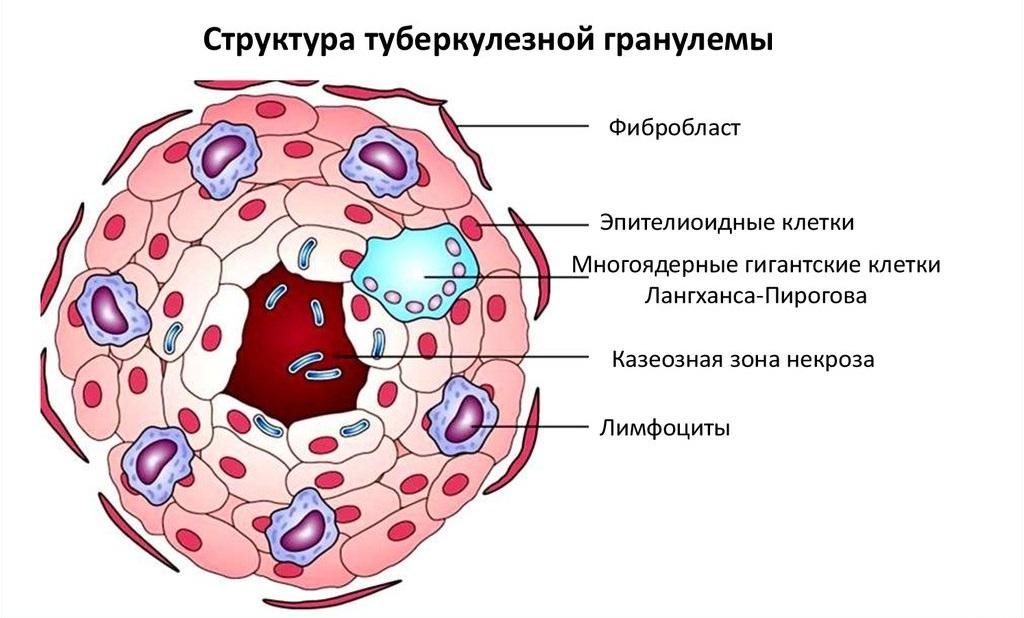 Структура туберкулезной гранулемы
Фибробласт
Эпителиоидные клетки
Многоядерные гигантские клетки
Лангханса-Пирогова
Казеозная зона некроза
Лимфоциты